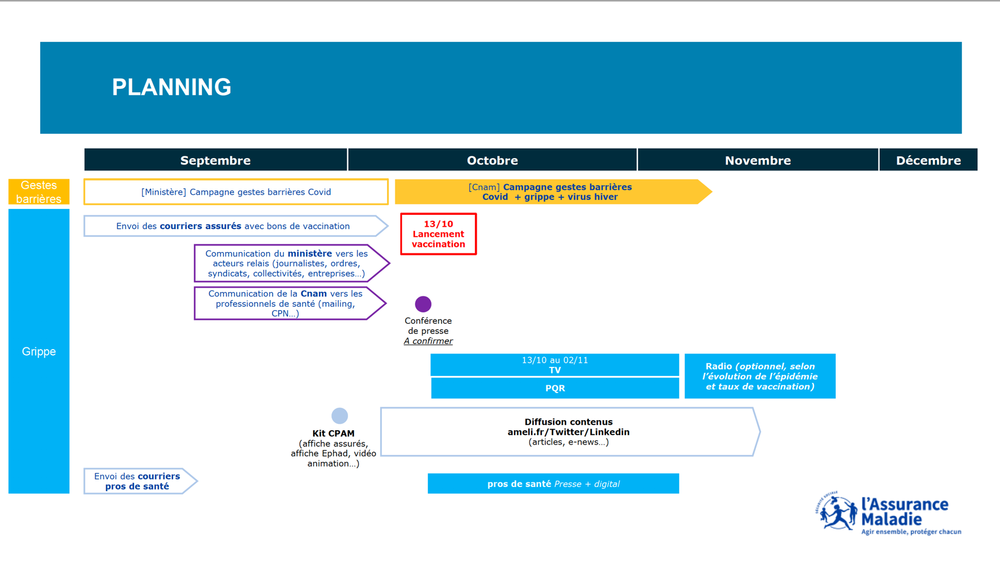 PLANNING
Septembre
Octobre
Novembre
Décembre
Gestes
barrières
[Ministère] Campagne gestes barrières Covid
[Cnam] Campagne gestes barrières
Covid + grippe + virus hiver
Grippe
Envoi des courriers assurés avec bons de vaccination
13/10
Lancement
vaccination
Communication du ministère vers les
acteurs relais (journalistes, ordres,
syndicats, collectivités, entreprises…)
Communication de la Cnam vers les
professionnels de santé (mailing,
CPN…)
Conférence
de presse
A confirmer
13/10 au 02/11
TV
PQR
Radio (optionnel, selon
l’évolution de l’épidémie
et taux de vaccination)
Kit CPAM
(affiche assurés,
affiche Ephad, vidéo
animation…)
Diffusion contenus
ameli.fr/Twitter/Linkedin
(articles, e-news…)
Envoi des courriers
pros de santé
pros de santé Presse + digital
SÉCURITÉ SOCIALE
l’Assurance
Maladie
Agir ensemble, protéger chacun